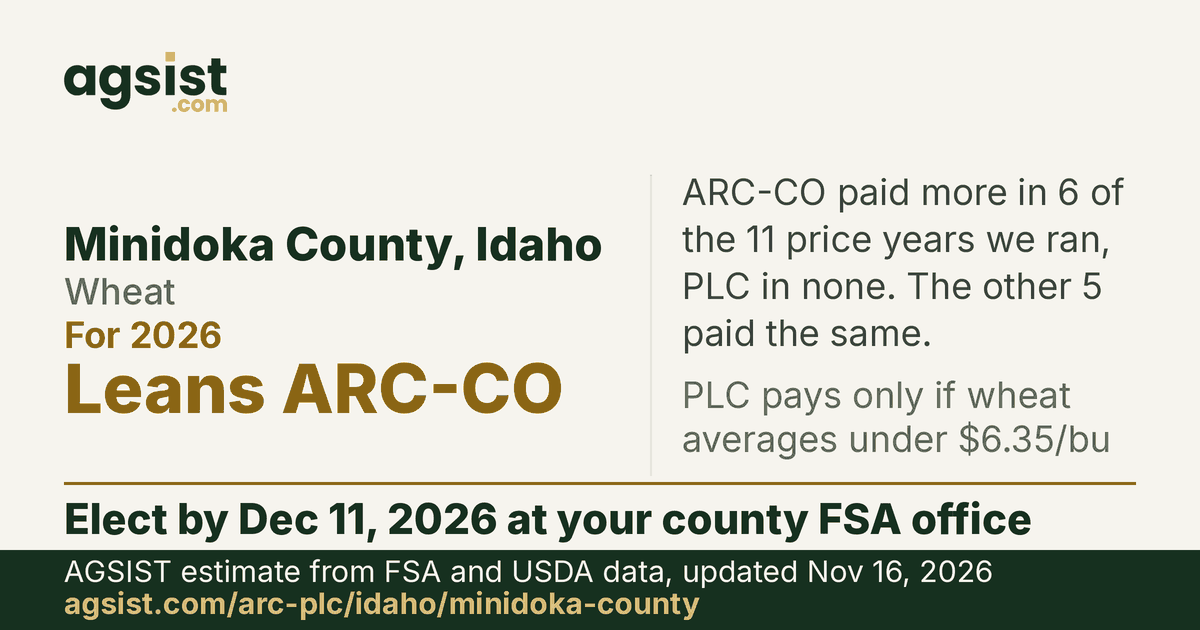 agsist
.com
Minidoka County, Idaho
Wheat
For 2026
Leans ARC-CO
ARC-CO paid more in 6 of
the 11 price years we ran,
PLC in none. The other 5
paid the same.
PLC pays only if wheat
averages under $6.35/bu
Elect by Dec 11, 2026 at your county FSA office
AGSIST estimate from FSA and USDA data, updated Nov 16, 2026
agsist.com/arc-plc/idaho/minidoka-county